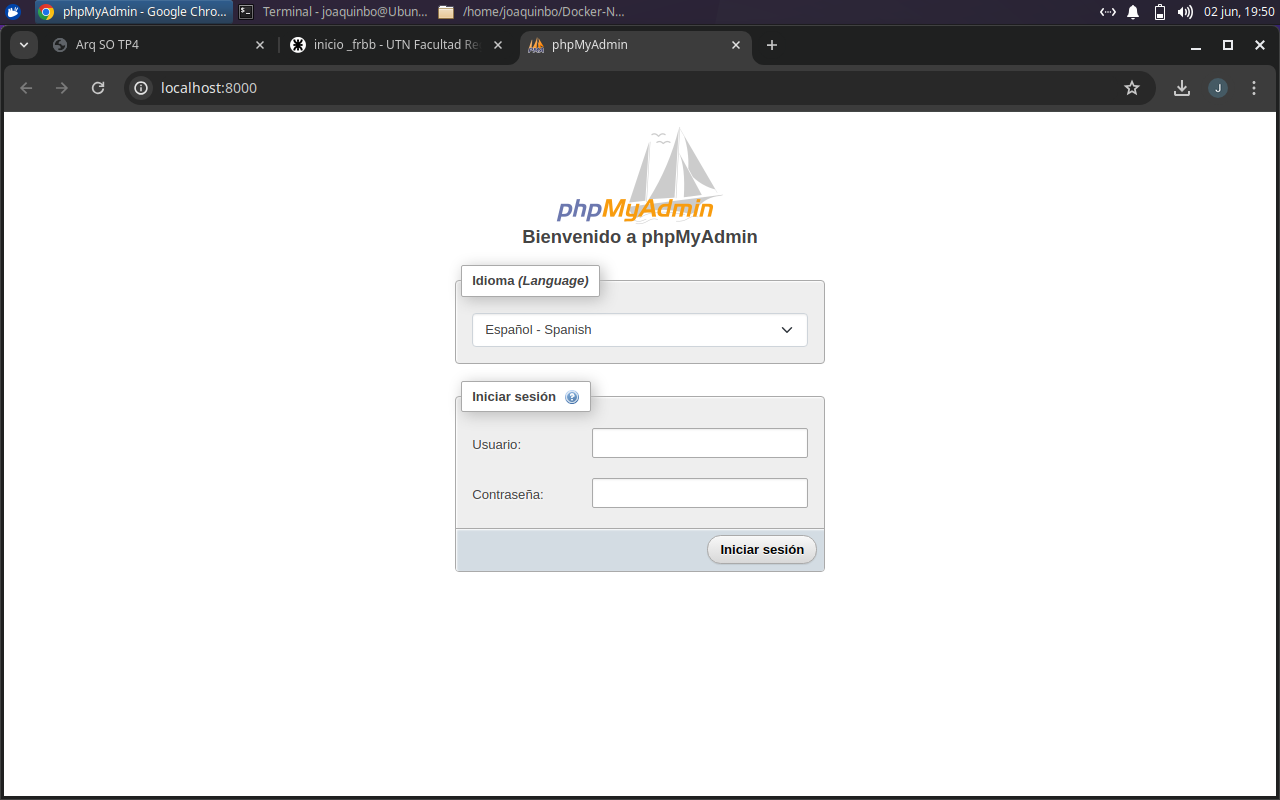 phpMyAdmin - Google Chro...
Terminal - joaquinbo@Ubun...
/home/joaquinbo/Docker-N...
02 jun, 19:50
Arq SO TP4
inicio _frbb - UTN Facultad Re
phpMyAdmin
localhost:8000
J
phpMyAdmin
Bienvenido a phpMyAdmin
Idioma (Language)
Español - Spanish
Iniciar sesión
Usuario:
Contraseña:
Iniciar sesión